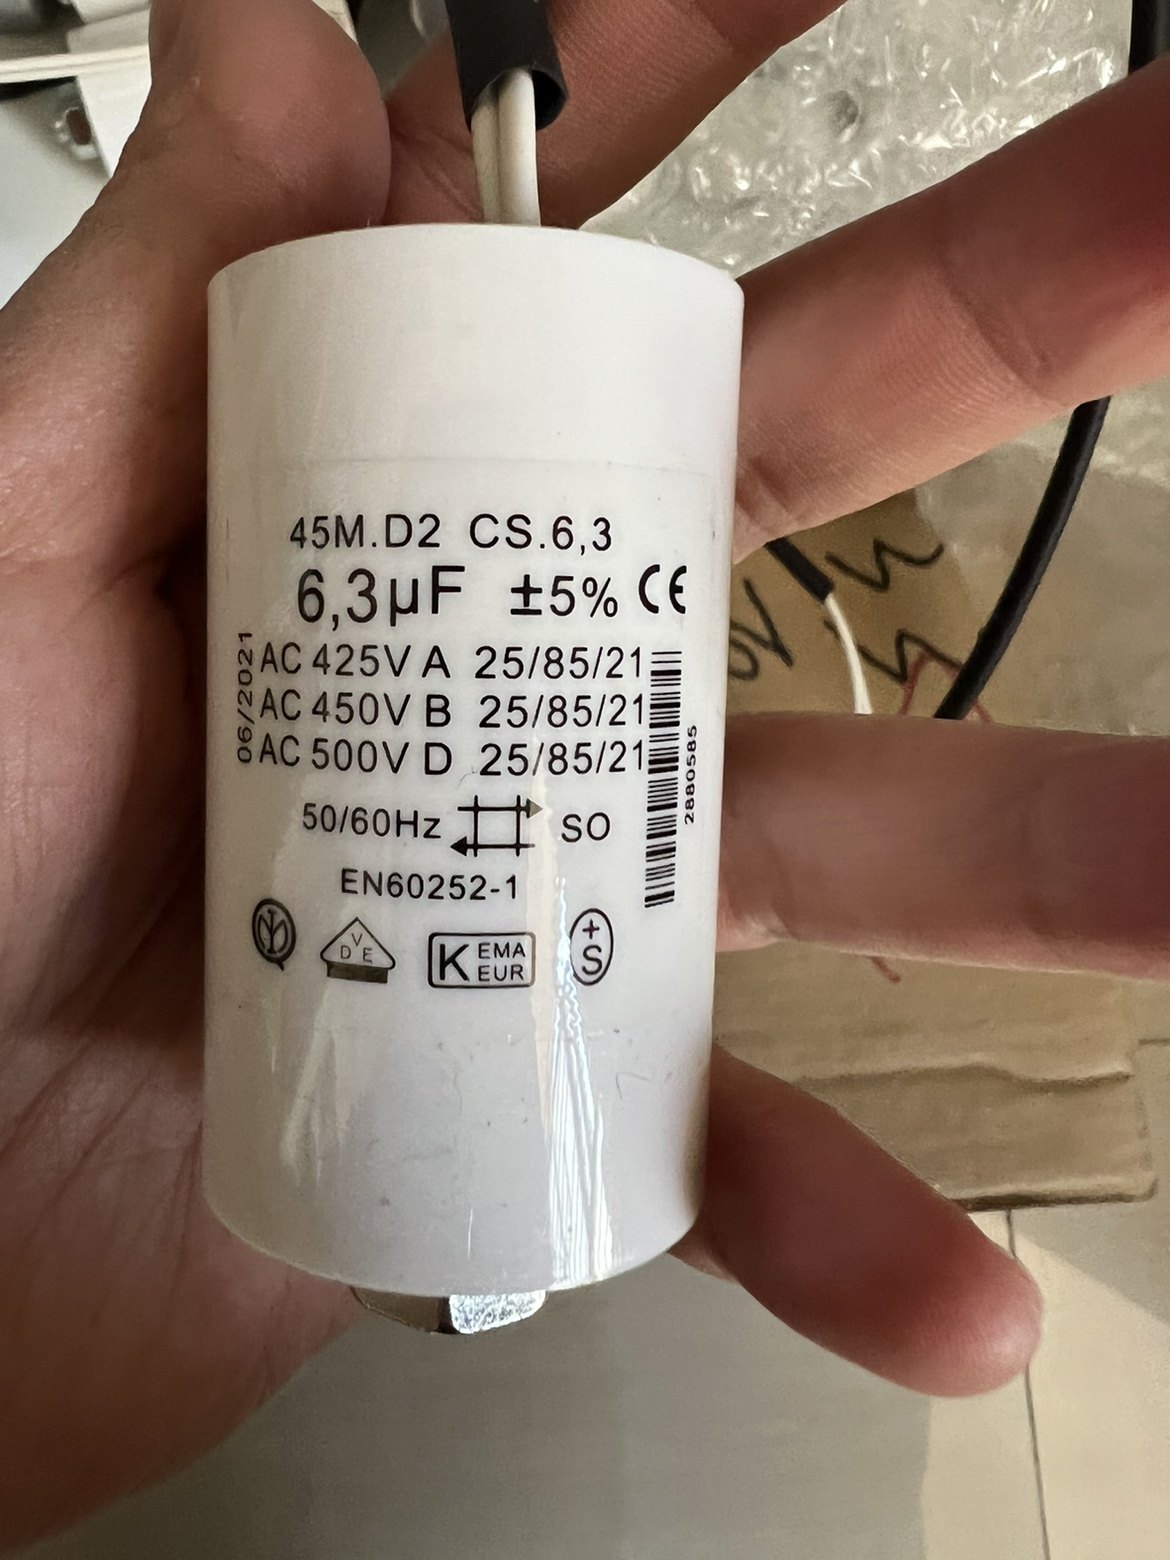 45M.D2 CS.6,3
6,3µF ±5% CE
AC 425V A 25/85/21
AC 450V B 25/85/21
AC 500V D 25/85/21
06/2021
2880585
50/60Hz SO
EN60252-1
VDE
KEMA
EUR
+
S